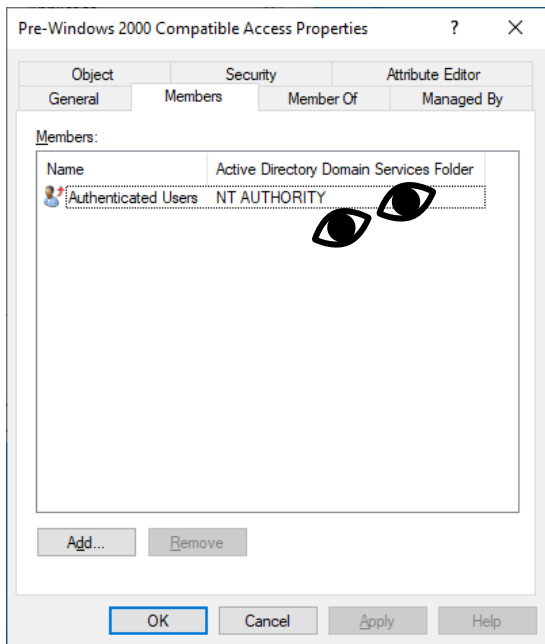 Pre-Windows 2000 Compatible Access Properties ?
Object Security Attribute Editor
General Members Member Of Managed By
Members:
Name Active Directory Domain Services Folder
Authenticated Users NT AUTHORITY
Add... Remove
OK Cancel Apply Help